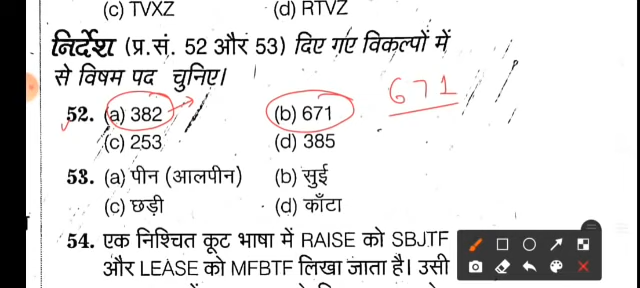 (c) TVXZ (d) RTVZ
निर्देश (प्र.सं. 52 और 53) दिए गए विकल्पों में
से विषम पद चुनिए।
52. (a) 382 (b) 671 671
(c) 253 (d) 385
53. (a) पीन (आलपीन) (b) सुई
(c) छड़ी (d) काँटा
54. एक निश्चित कूट भाषा में RAISE को SBJTF
और LEASE को MFBTF लिखा जाता है। उसी